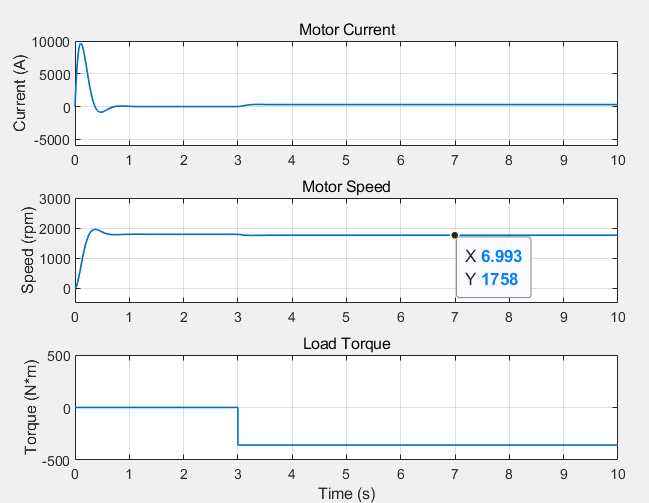 Motor Current
Current (A)
10000
5000
0
-5000
0 1 2 3 4 5 6 7 8 9 10
Motor Speed
Speed (rpm)
3000
2000
1000
0
X 6.993
Y 1758
0 1 2 3 4 5 6 7 8 9 10
Load Torque
Torque (N*m)
500
0
-500
0 1 2 3 4 5 6 7 8 9 10
Time (s)